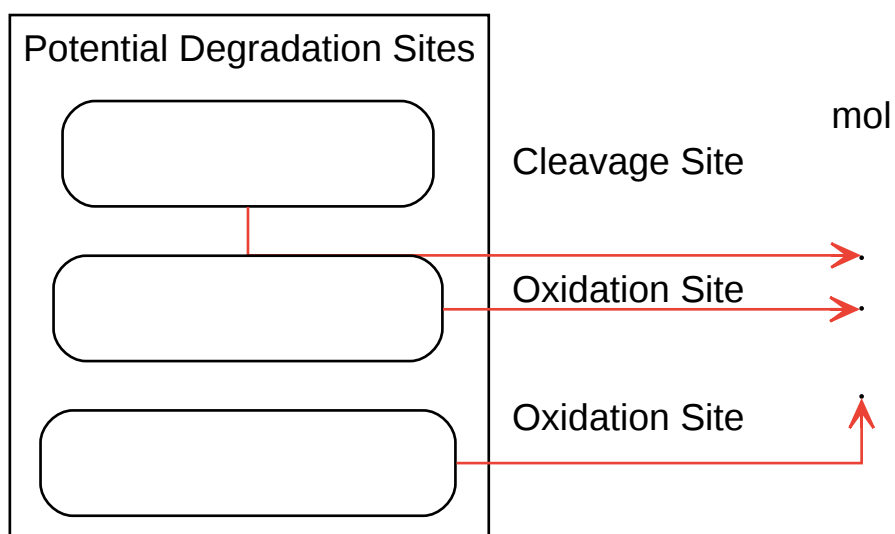 Potential Degradation Sites
mol
Cleavage Site
Oxidation Site
Oxidation Site